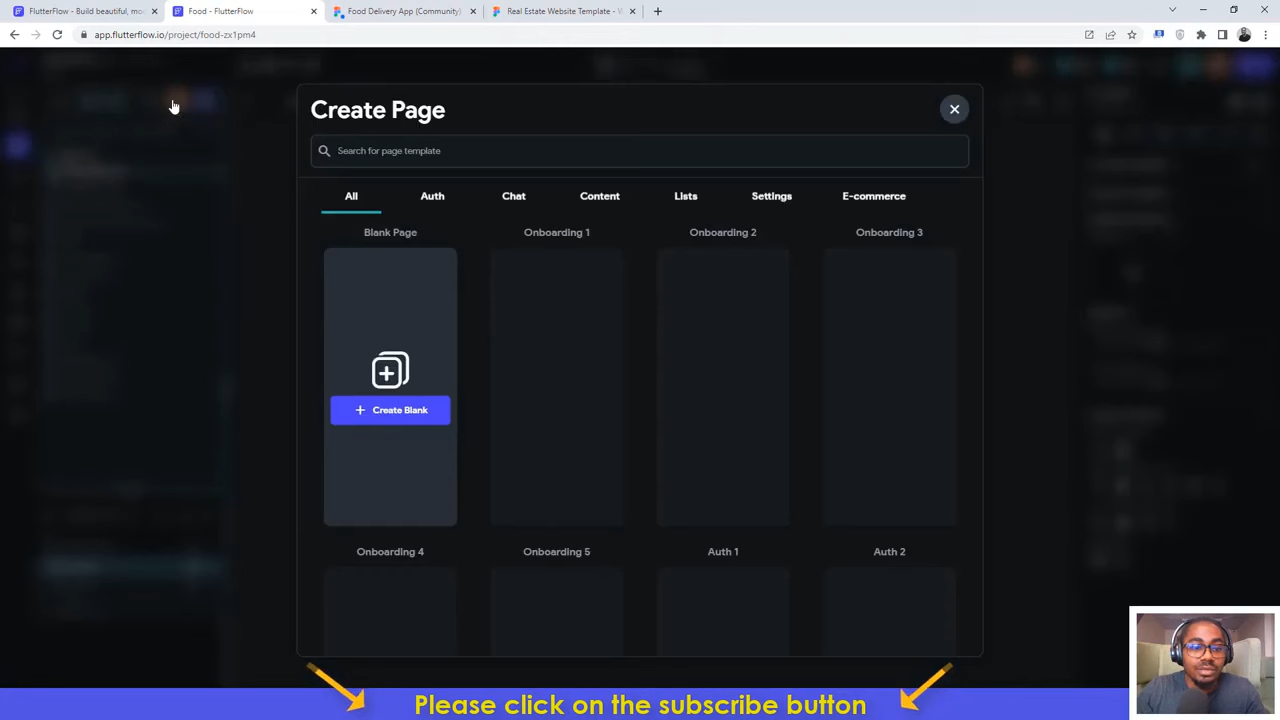 FlutterFlow - Build beautiful, mo
Food - FlutterFlow
Food Delivery App (Community)
Real Estate Website Template - W
app.flutterflow.io/project/food-zx1pm4
Create Page
Search for page template
All
Auth
Chat
Content
Lists
Settings
E-commerce
Blank Page
Onboarding 1
Onboarding 2
Onboarding 3
Create Blank
Onboarding 4
Onboarding 5
Auth 1
Auth 2
Please click on the subscribe button